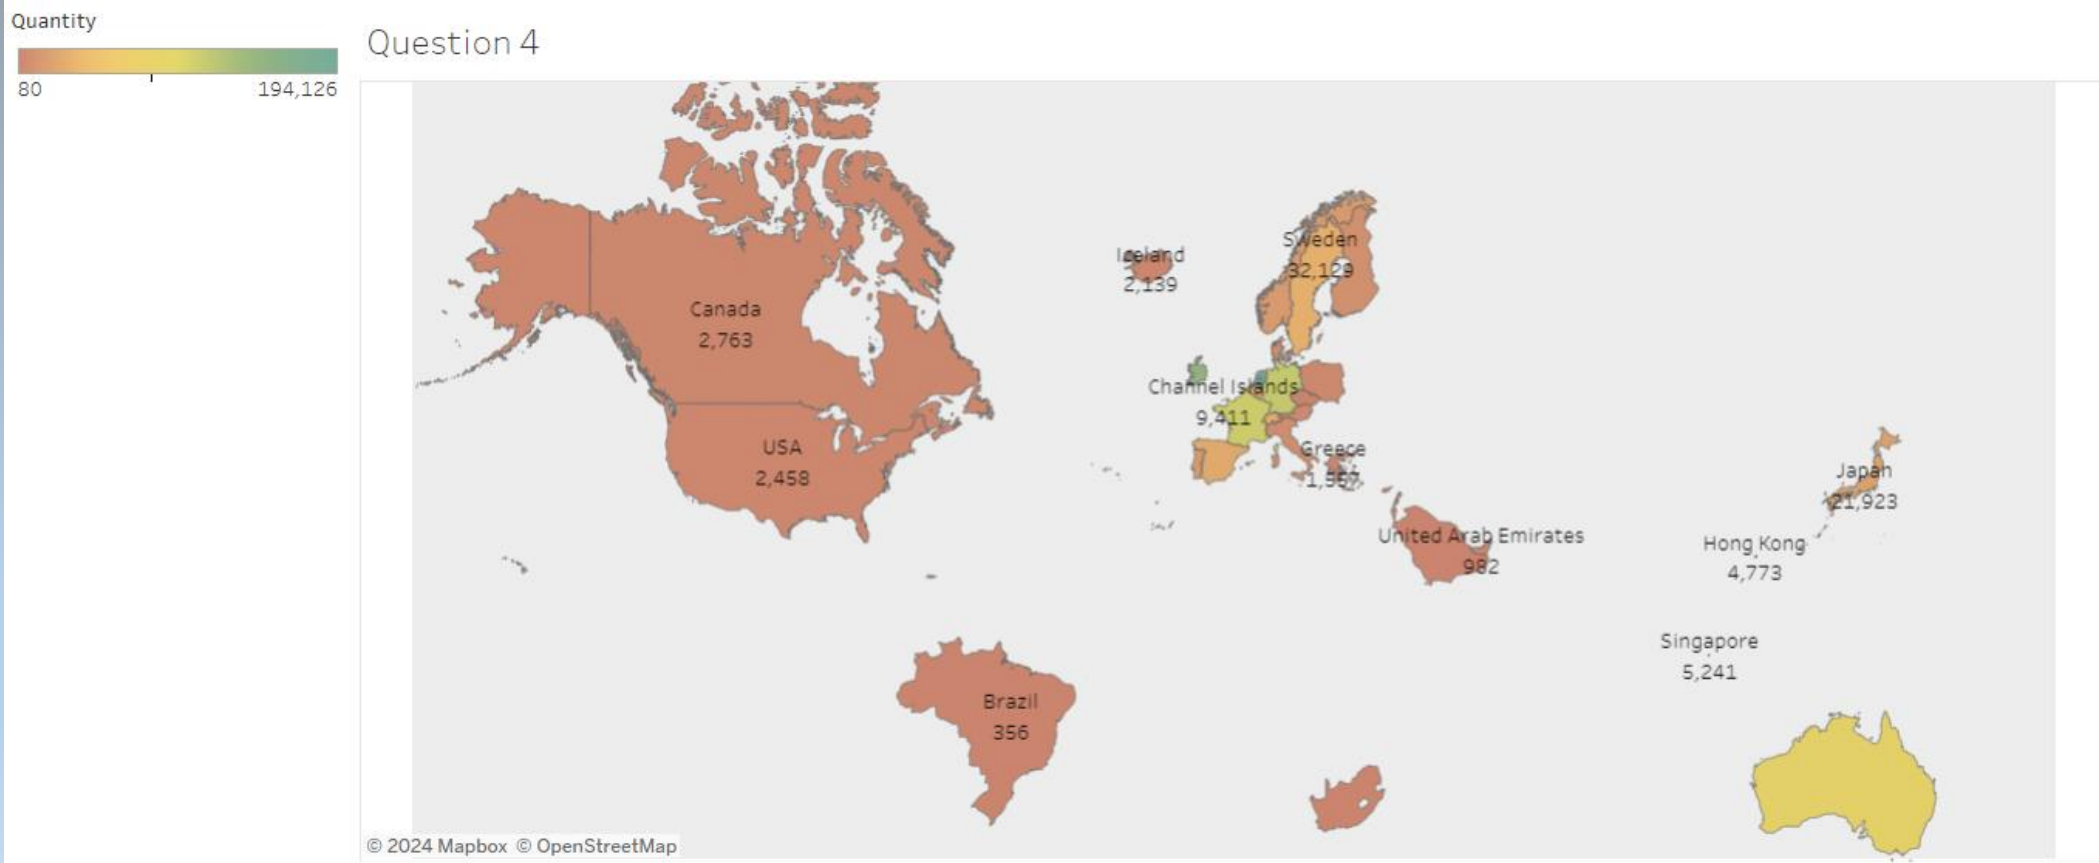 Quantity
80 194,126
Question 4
Canada
2,763
USA
2,458
Iceland
2,139
Sweden
32,129
Channel Islands
9,411
Greece
United Arab Emirates
982
Japan
21,923
Hong Kong
4,773
Singapore
5,241
Brazil
356
© 2024 Mapbox © OpenStreetMap